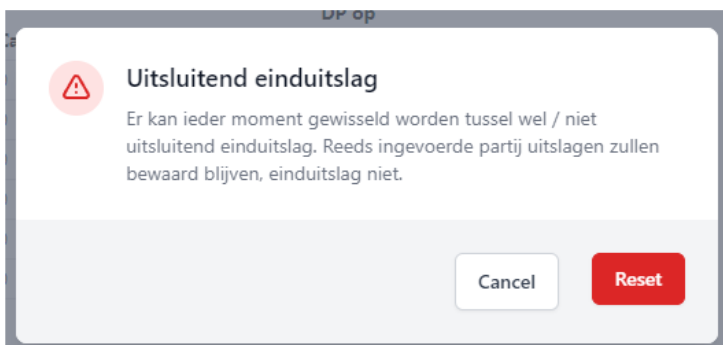 DP op
Uitsluitend einduitslag
Er kan ieder moment gewisseld worden tussel wel / niet
uitsluitend einduitslag. Reeds ingevoerde partij uitslagen zullen
bewaard blijven, einduitslag niet.
Cancel
Reset